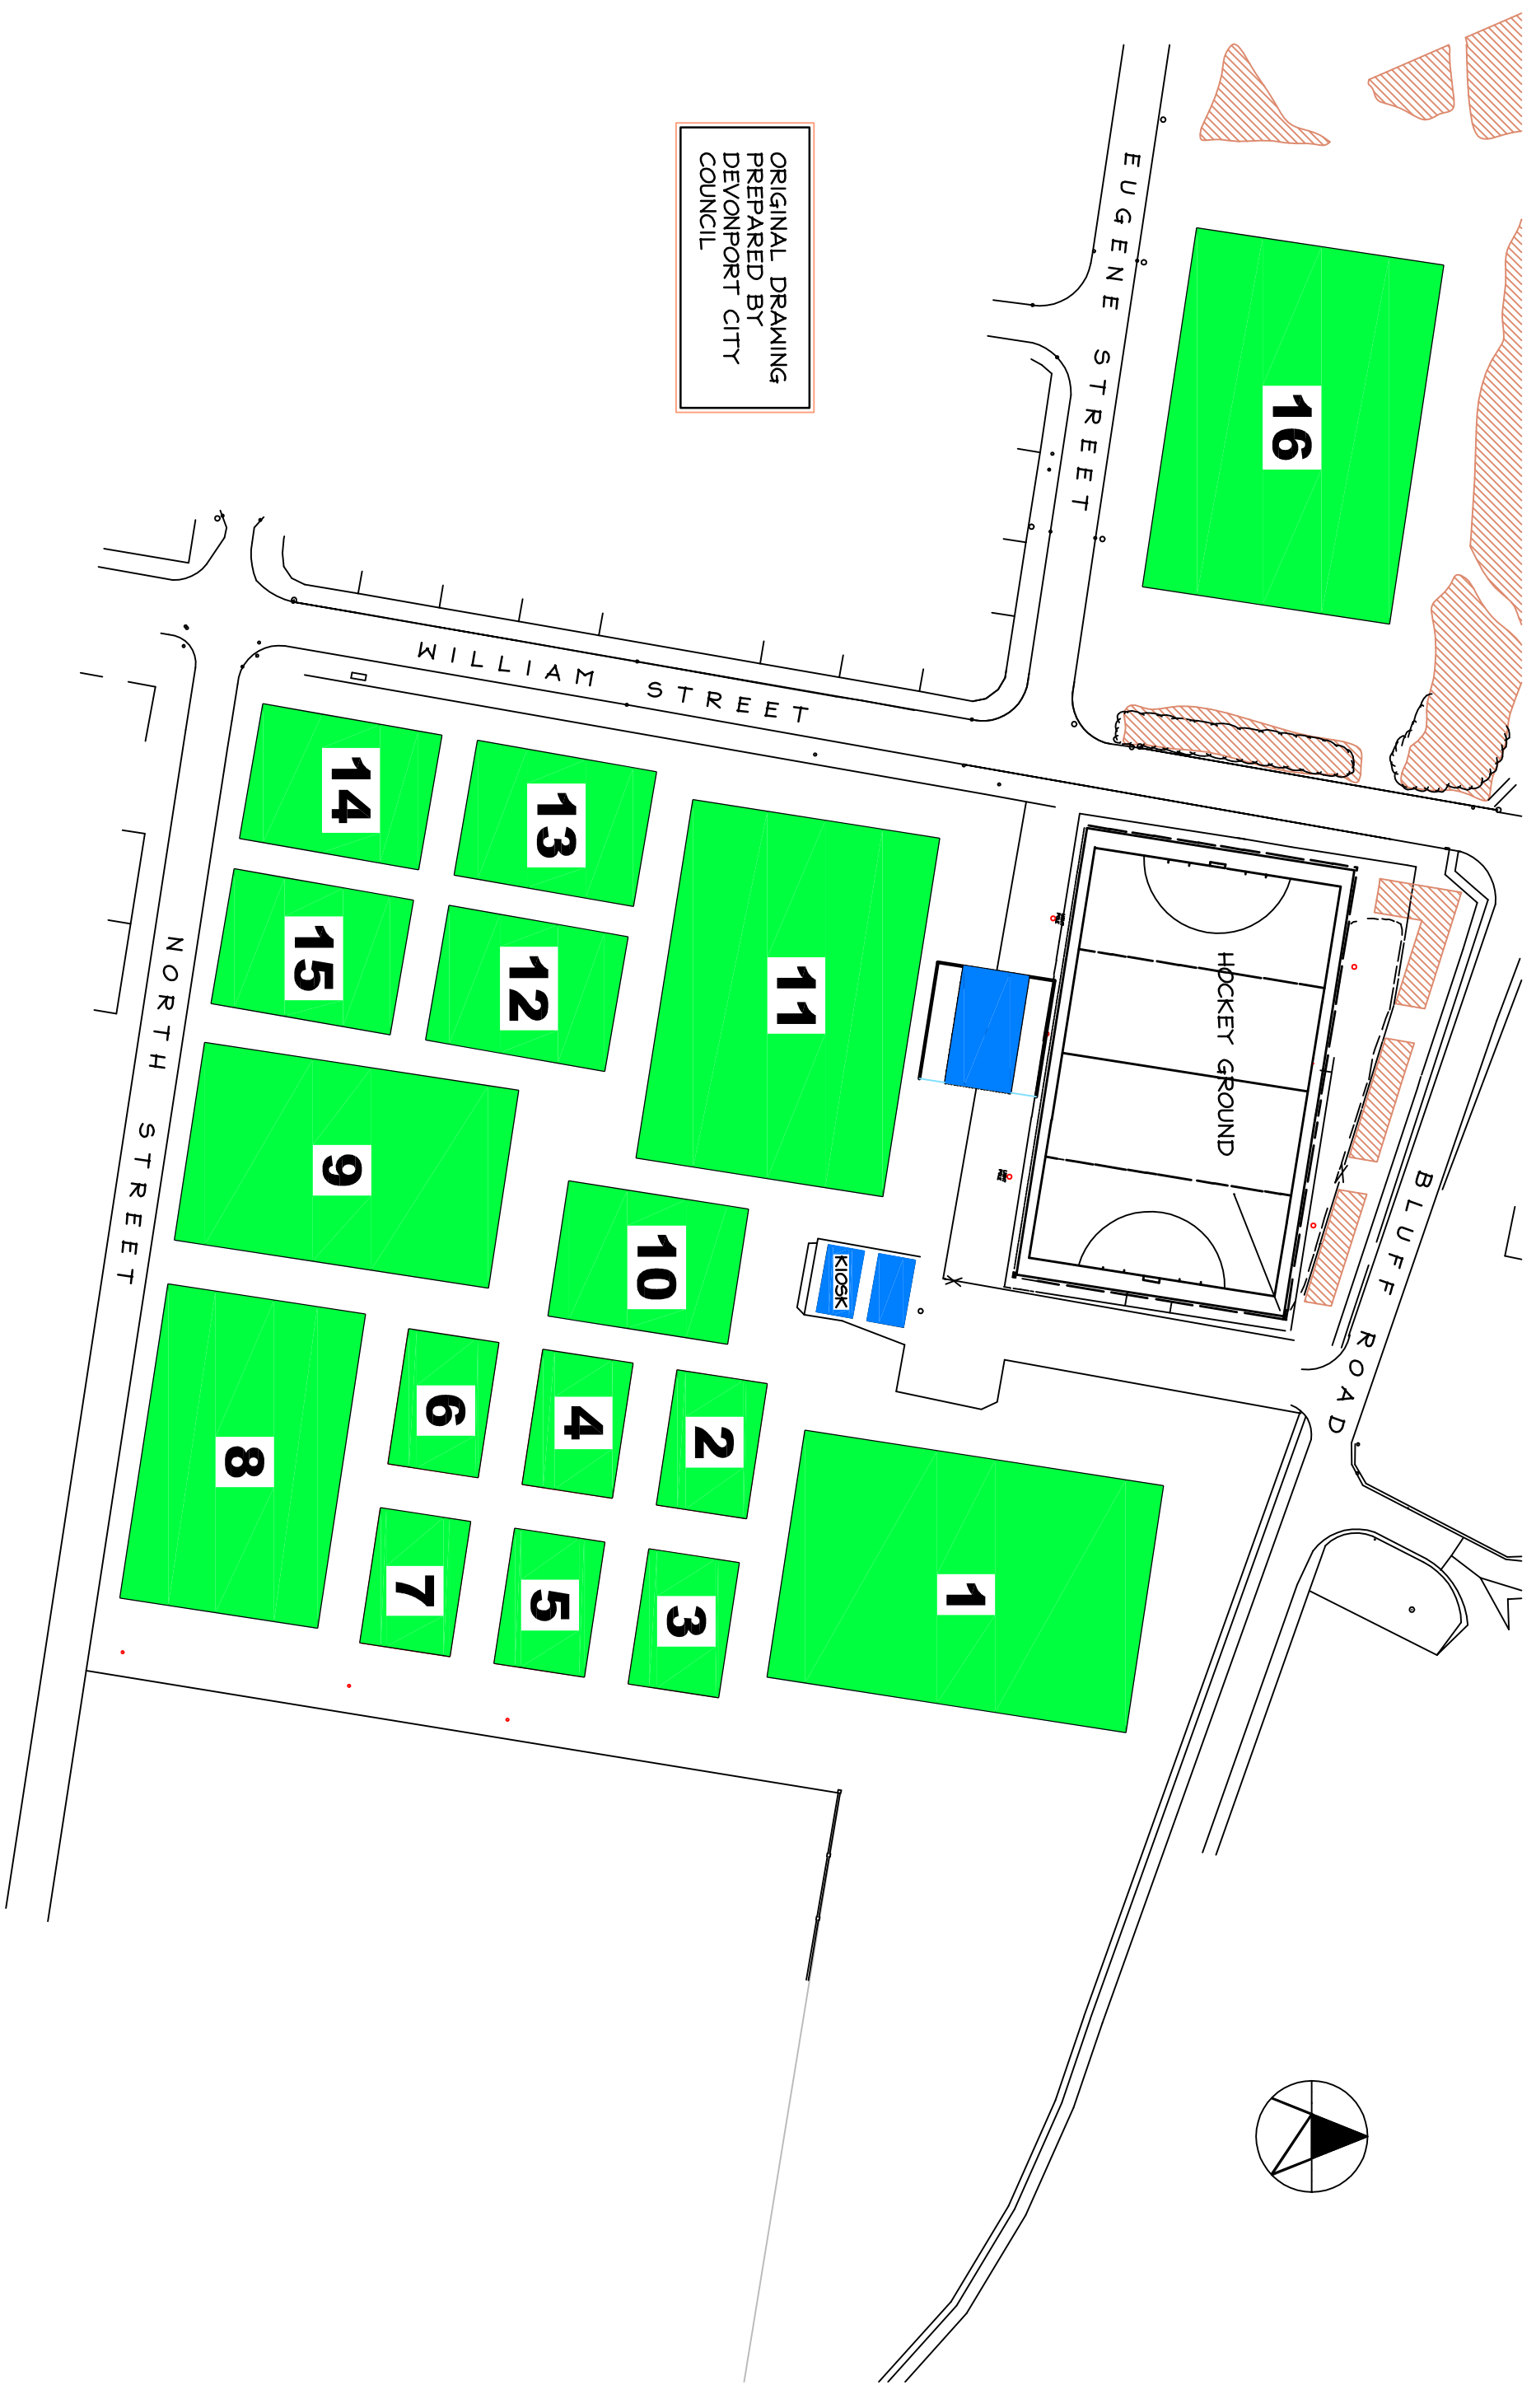 ORIGINAL DRAWING
PREPARED BY
DEVONPORT CITY
COUNCIL
EUGENE STREET
16
WILLIAM STREET
14
13
11
15
12
HOCKEY GROUND
NORTH STREET
9
10
KIOSK
BLUFF ROAD
8
6
4
2
7
5
3
1